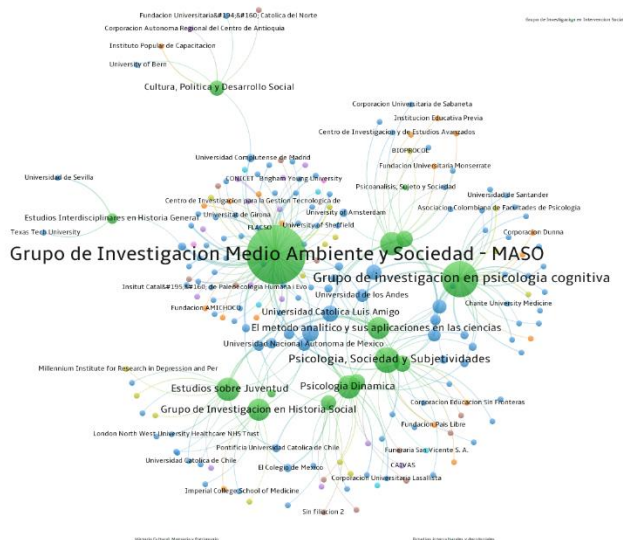 Fundacion Universitaria&#194;&#160; Catolica del Norte
Grupo de Investigacion en Intervencion Social
Corporacion Autonoma Regional del Centro de Antioquia
Instituto Popular de Capacitacion
University of Bern
Cultura, Politica y Desarrollo Social
Corporacion Universitaria de Sabaneta
Institucion Educativa Previa
Centro de Investigacion y de Estudios Avanzados
BIOPROCOL
Universidad Complutense de Madrid
Fundacion Universitaria Monserrate
Universidad de Sevilla
CONICET
Bingham Young University
Psicoanalisis, Sujeto y Sociedad
Universidad de Santander
Centro de Investigacion para la Gestion Tecnologica de
Asociacion Colombiana de Facultades de Psicologia
Estudios Interdisciplinares en Historia General
Universitat de Girona
University of Amsterdam
Texas Tech University
FLACSO
University of Sheffield
Corporacion Dunna
Grupo de Investigacion Medio Ambiente y Sociedad - MASO
Grupo de investigacion en psicologia cognitiva
Insitut Catal&#195;&#160; de Paleoecologia Humana i Evo
Universidad de los Andes
Fundacion AMICHOCO
Universidad Catolica Luis Amigo
Chante University Medicine
El metodo analitico y sus aplicaciones en las ciencias
Universidad Nacional Autonoma de Mexico
Psicologia, Sociedad y Subjetividades
Millennium Institute for Research in Depression and Per
Estudios sobre Juventud
Psicologia Dinamica
Corporacion Educacion Sin Fronteras
Grupo de Investigacion en Historia Social
Fundacion Pais Libre
London North West University Healthcare NHS Trust
Pontificia Universidad Catolica de Chile
Funeraria San Vicente S. A.
Universidad Catolica de Chile
El Colegio de Mexico
CAIVAS
Corporacion Universitaria Lasallista
Imperial College School of Medicine
Sin Filiacion 2